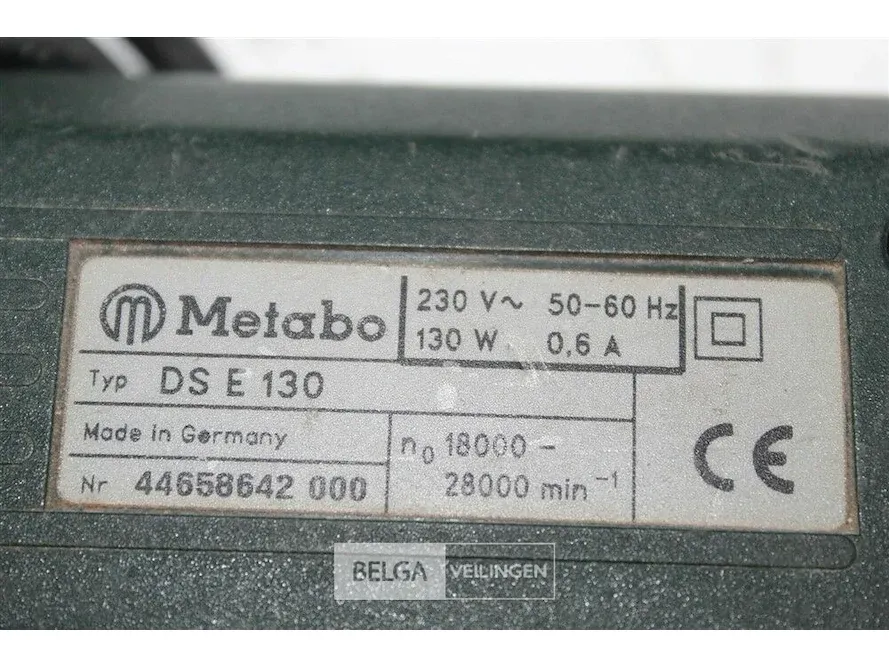 Metabo
230 V~ 50-60 Hz
130 W 0,6 A
Typ DS E 130
Made in Germany
Nr 44658642 000
n₀ 18000 -
28000 min⁻¹
CE
BELGA VEILINGEN